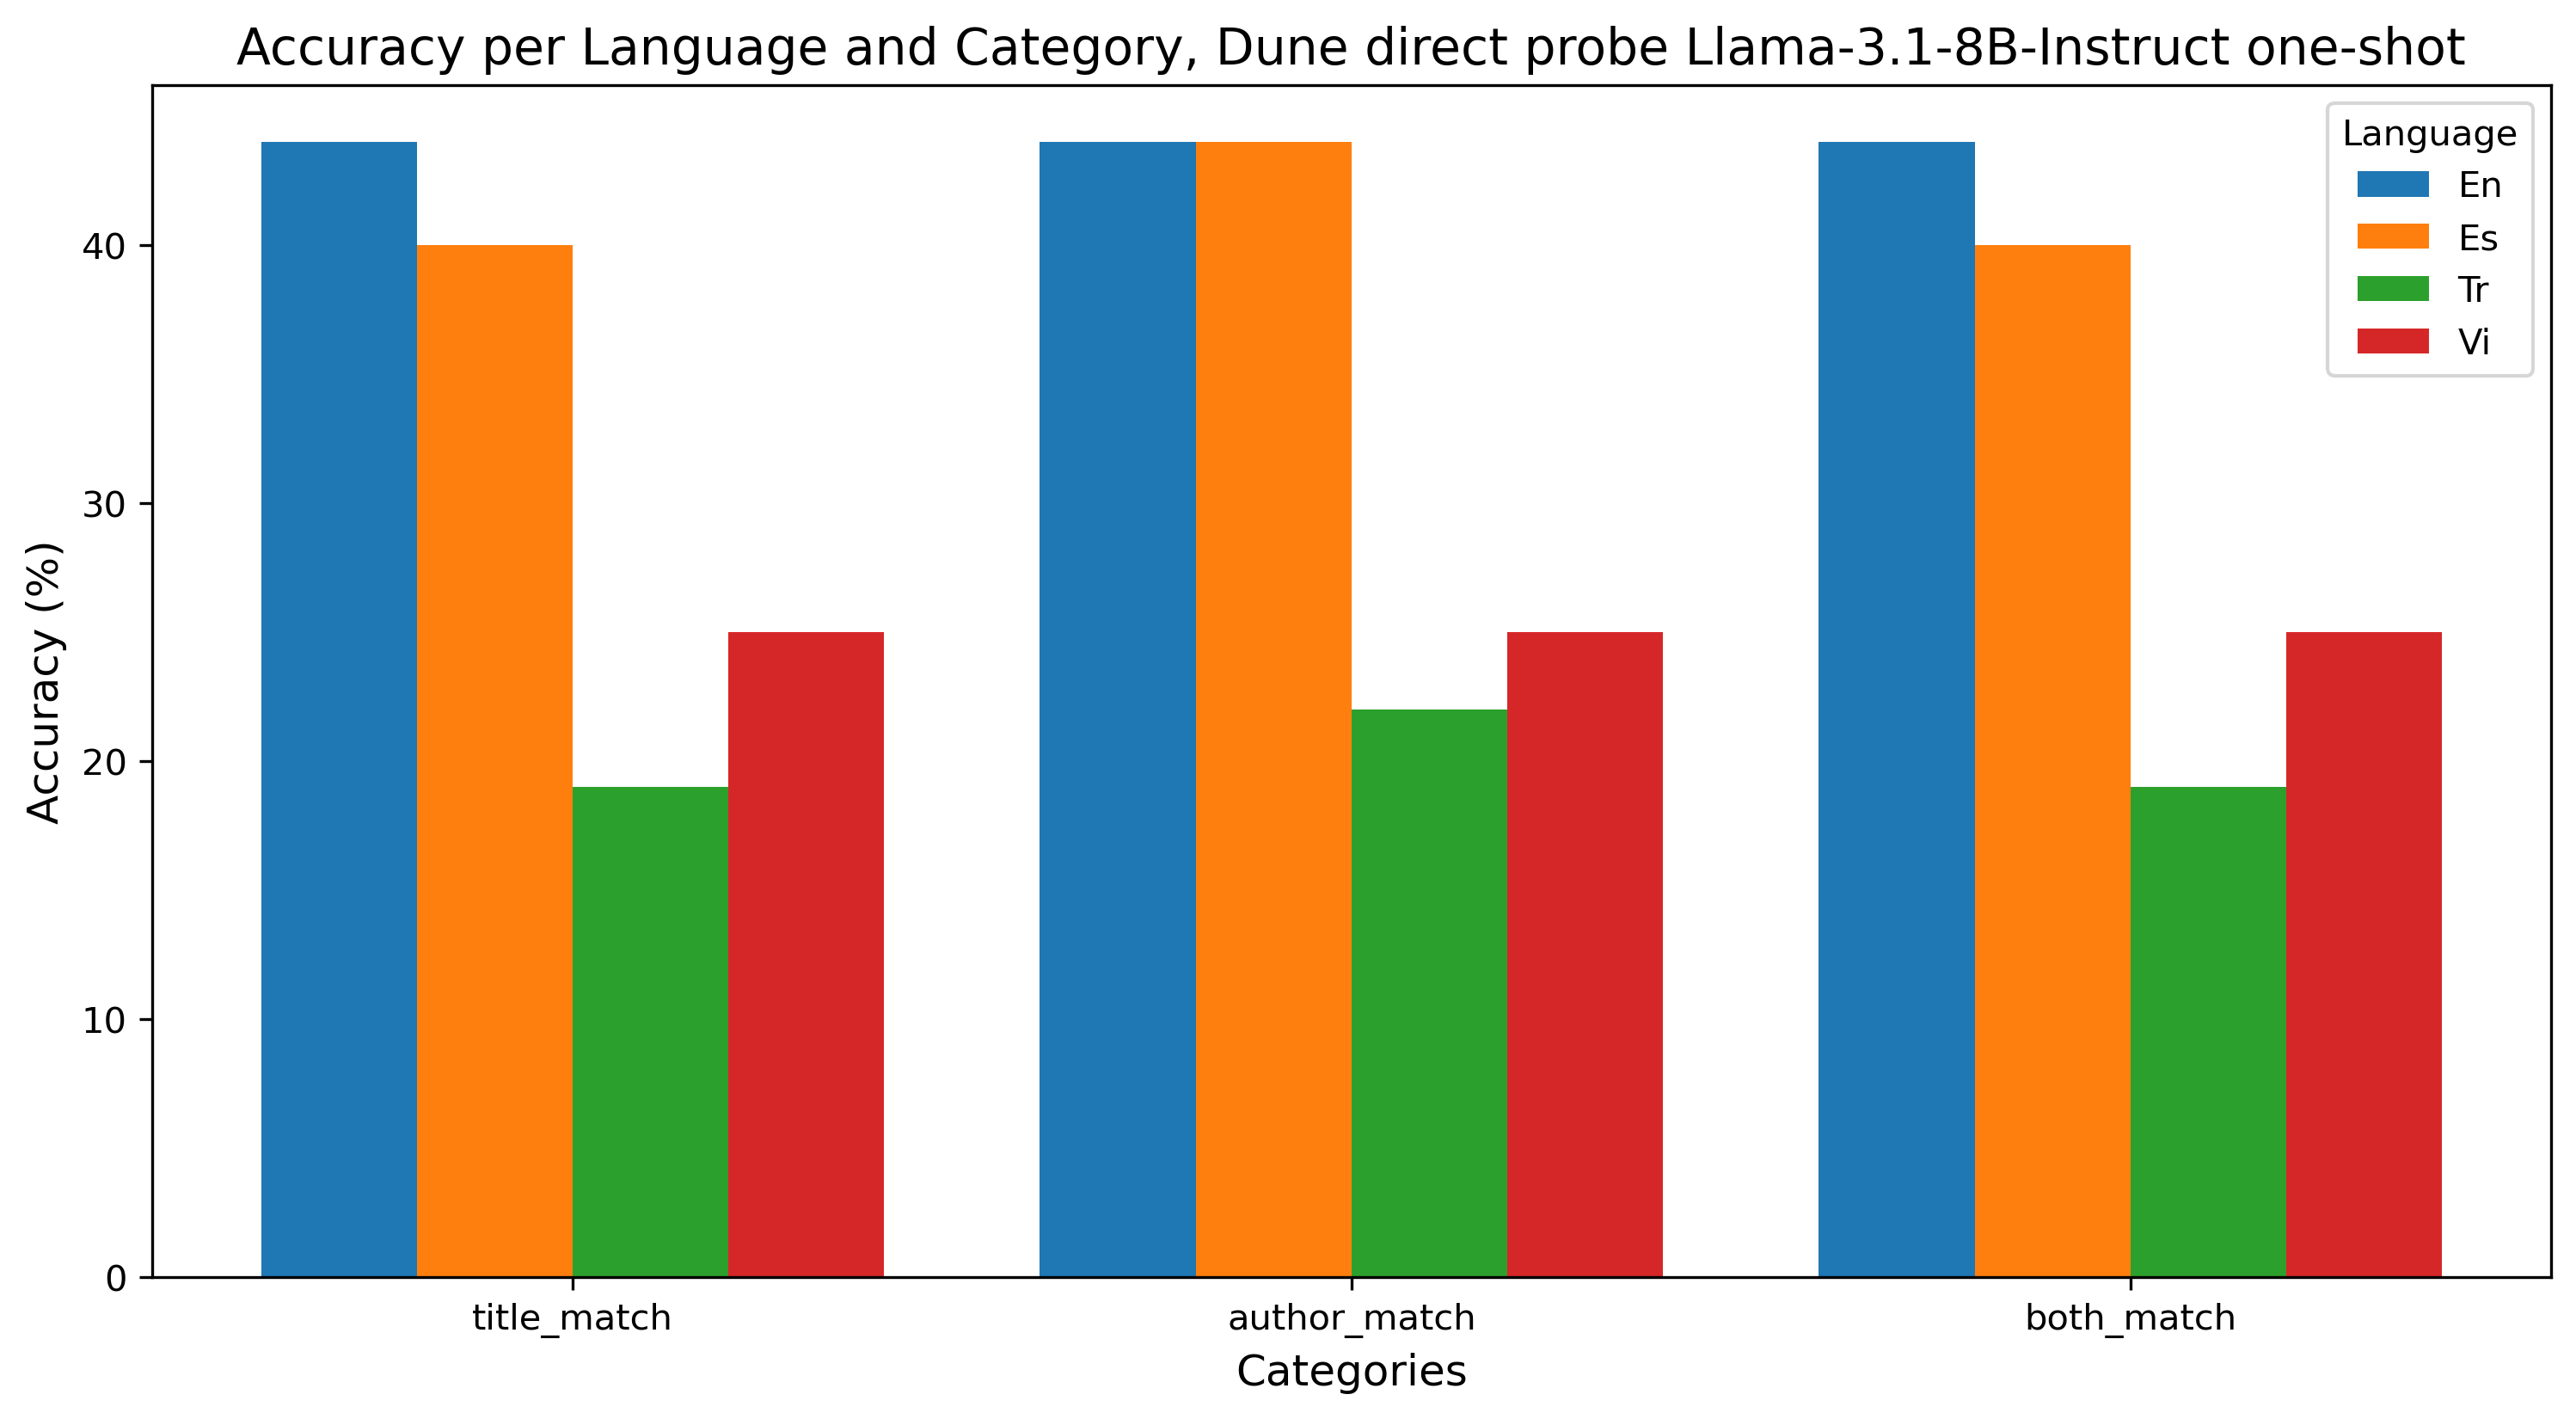 Accuracy per Language and Category, Dune direct probe Llama-3.1-8B-Instruct one-shot
Language
En
Es
Tr
Vi
Accuracy (%)
40
30
20
10
0
title_match
author_match
both_match
Categories